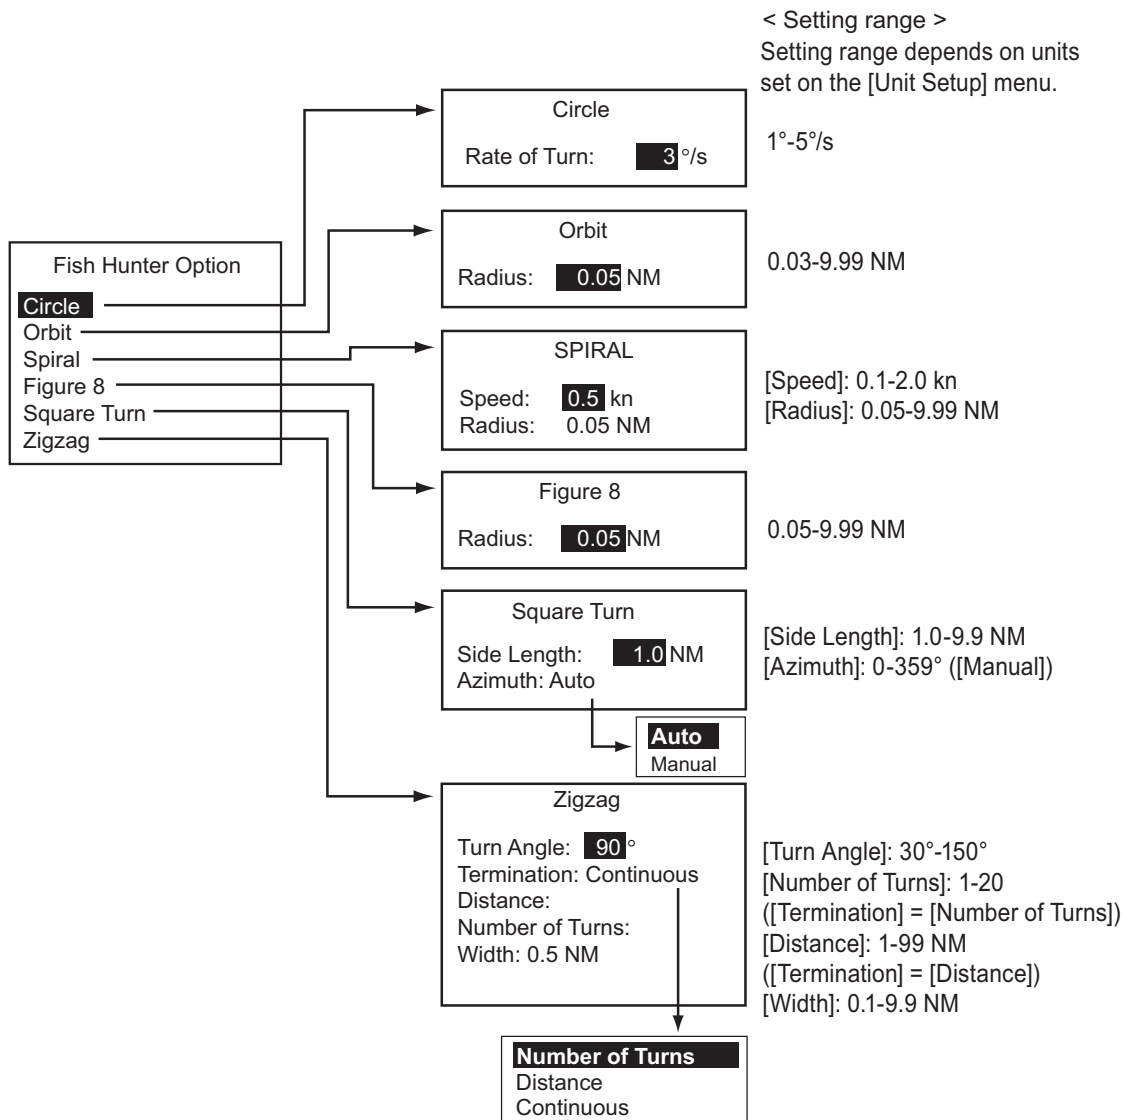 < Setting range >
Setting range depends on units
set on the [Unit Setup] menu.
Fish Hunter Option
Circle
Orbit
Spiral
Figure 8
Square Turn
Zigzag
Circle
Rate of Turn: 3 °/s
1°-5°/s
Orbit
Radius: 0.05 NM
0.03-9.99 NM
SPIRAL
Speed: 0.5 kn
Radius: 0.05 NM
[Speed]: 0.1-2.0 kn
[Radius]: 0.05-9.99 NM
Figure 8
Radius: 0.05 NM
0.05-9.99 NM
Square Turn
Side Length: 1.0 NM
Azimuth: Auto
[Side Length]: 1.0-9.9 NM
[Azimuth]: 0-359° ([Manual])
Auto
Manual
Zigzag
Turn Angle: 90 °
Termination: Continuous
Distance:
Number of Turns:
Width: 0.5 NM
[Turn Angle]: 30°-150°
[Number of Turns]: 1-20
([Termination] = [Number of Turns])
[Distance]: 1-99 NM
([Termination] = [Distance])
[Width]: 0.1-9.9 NM
Number of Turns
Distance
Continuous